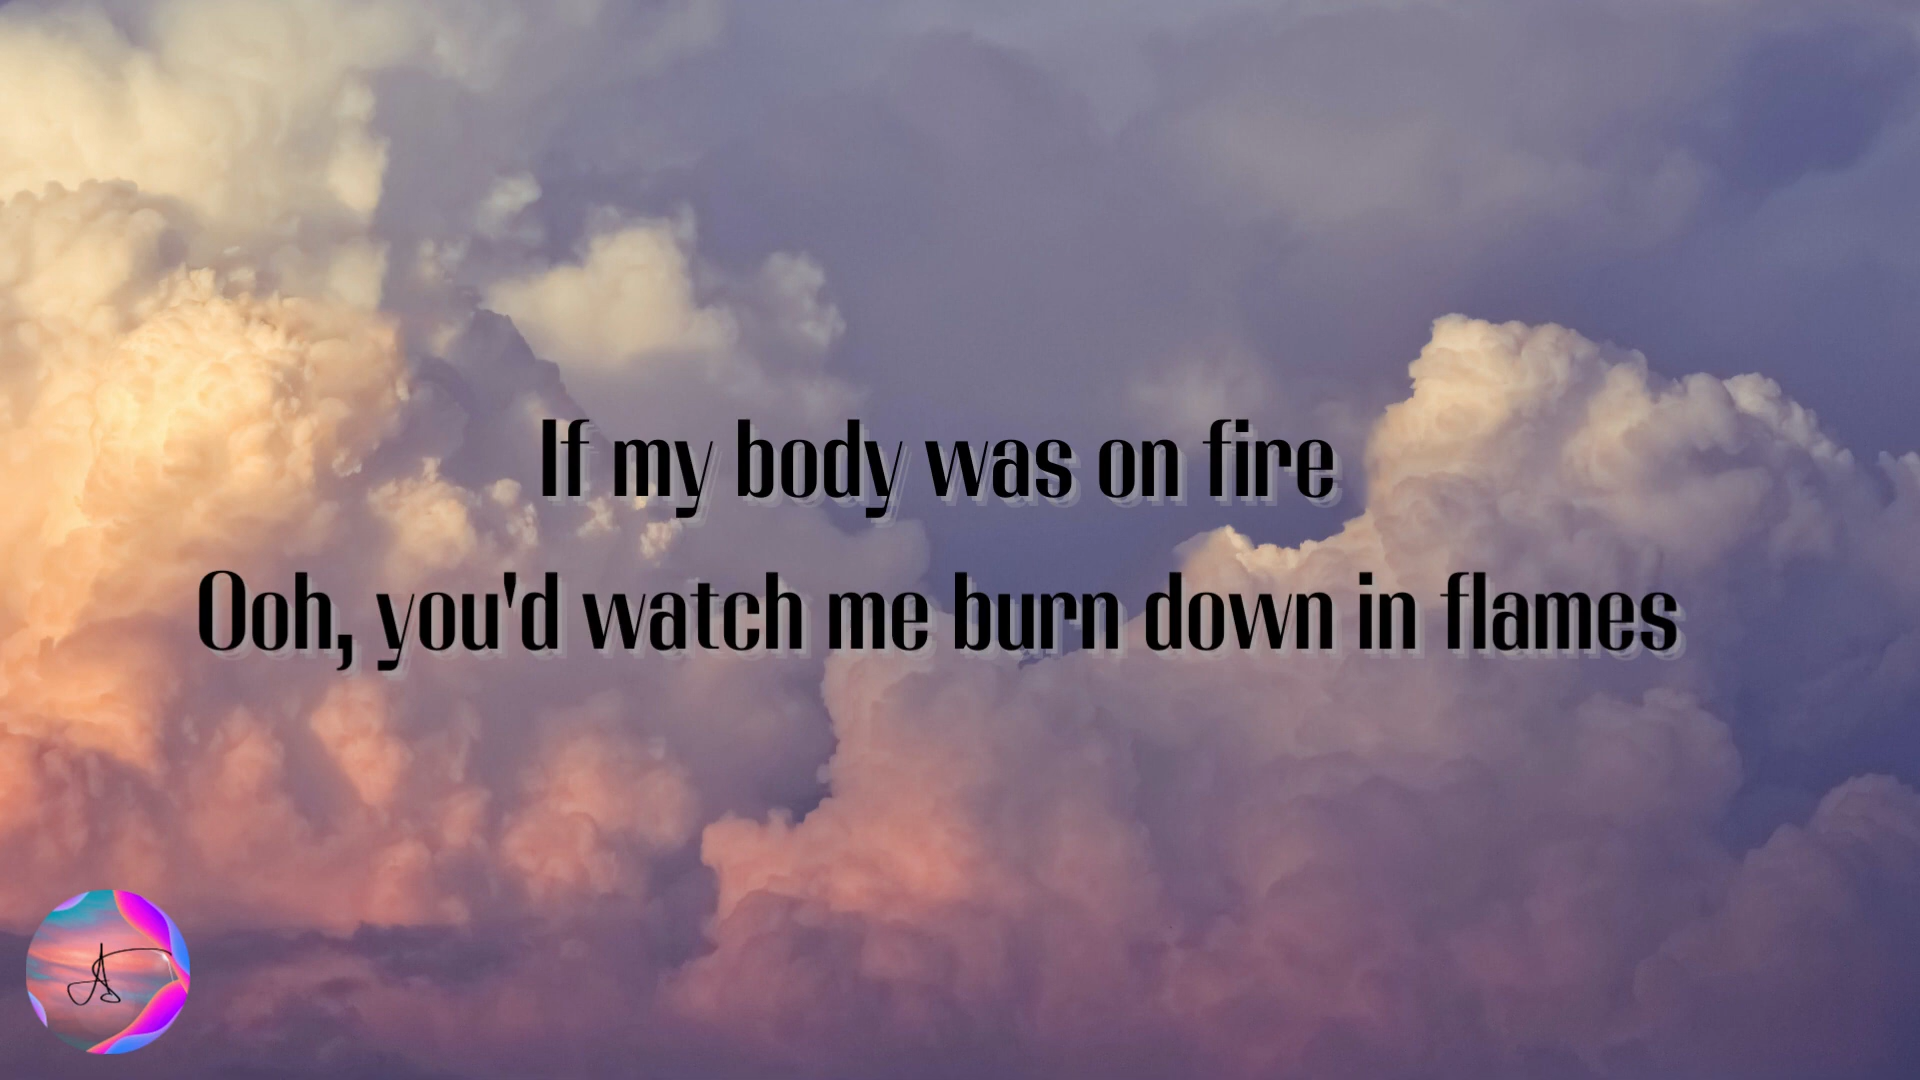 If my body was on fire
Ooh, you'd watch me burn down in flames